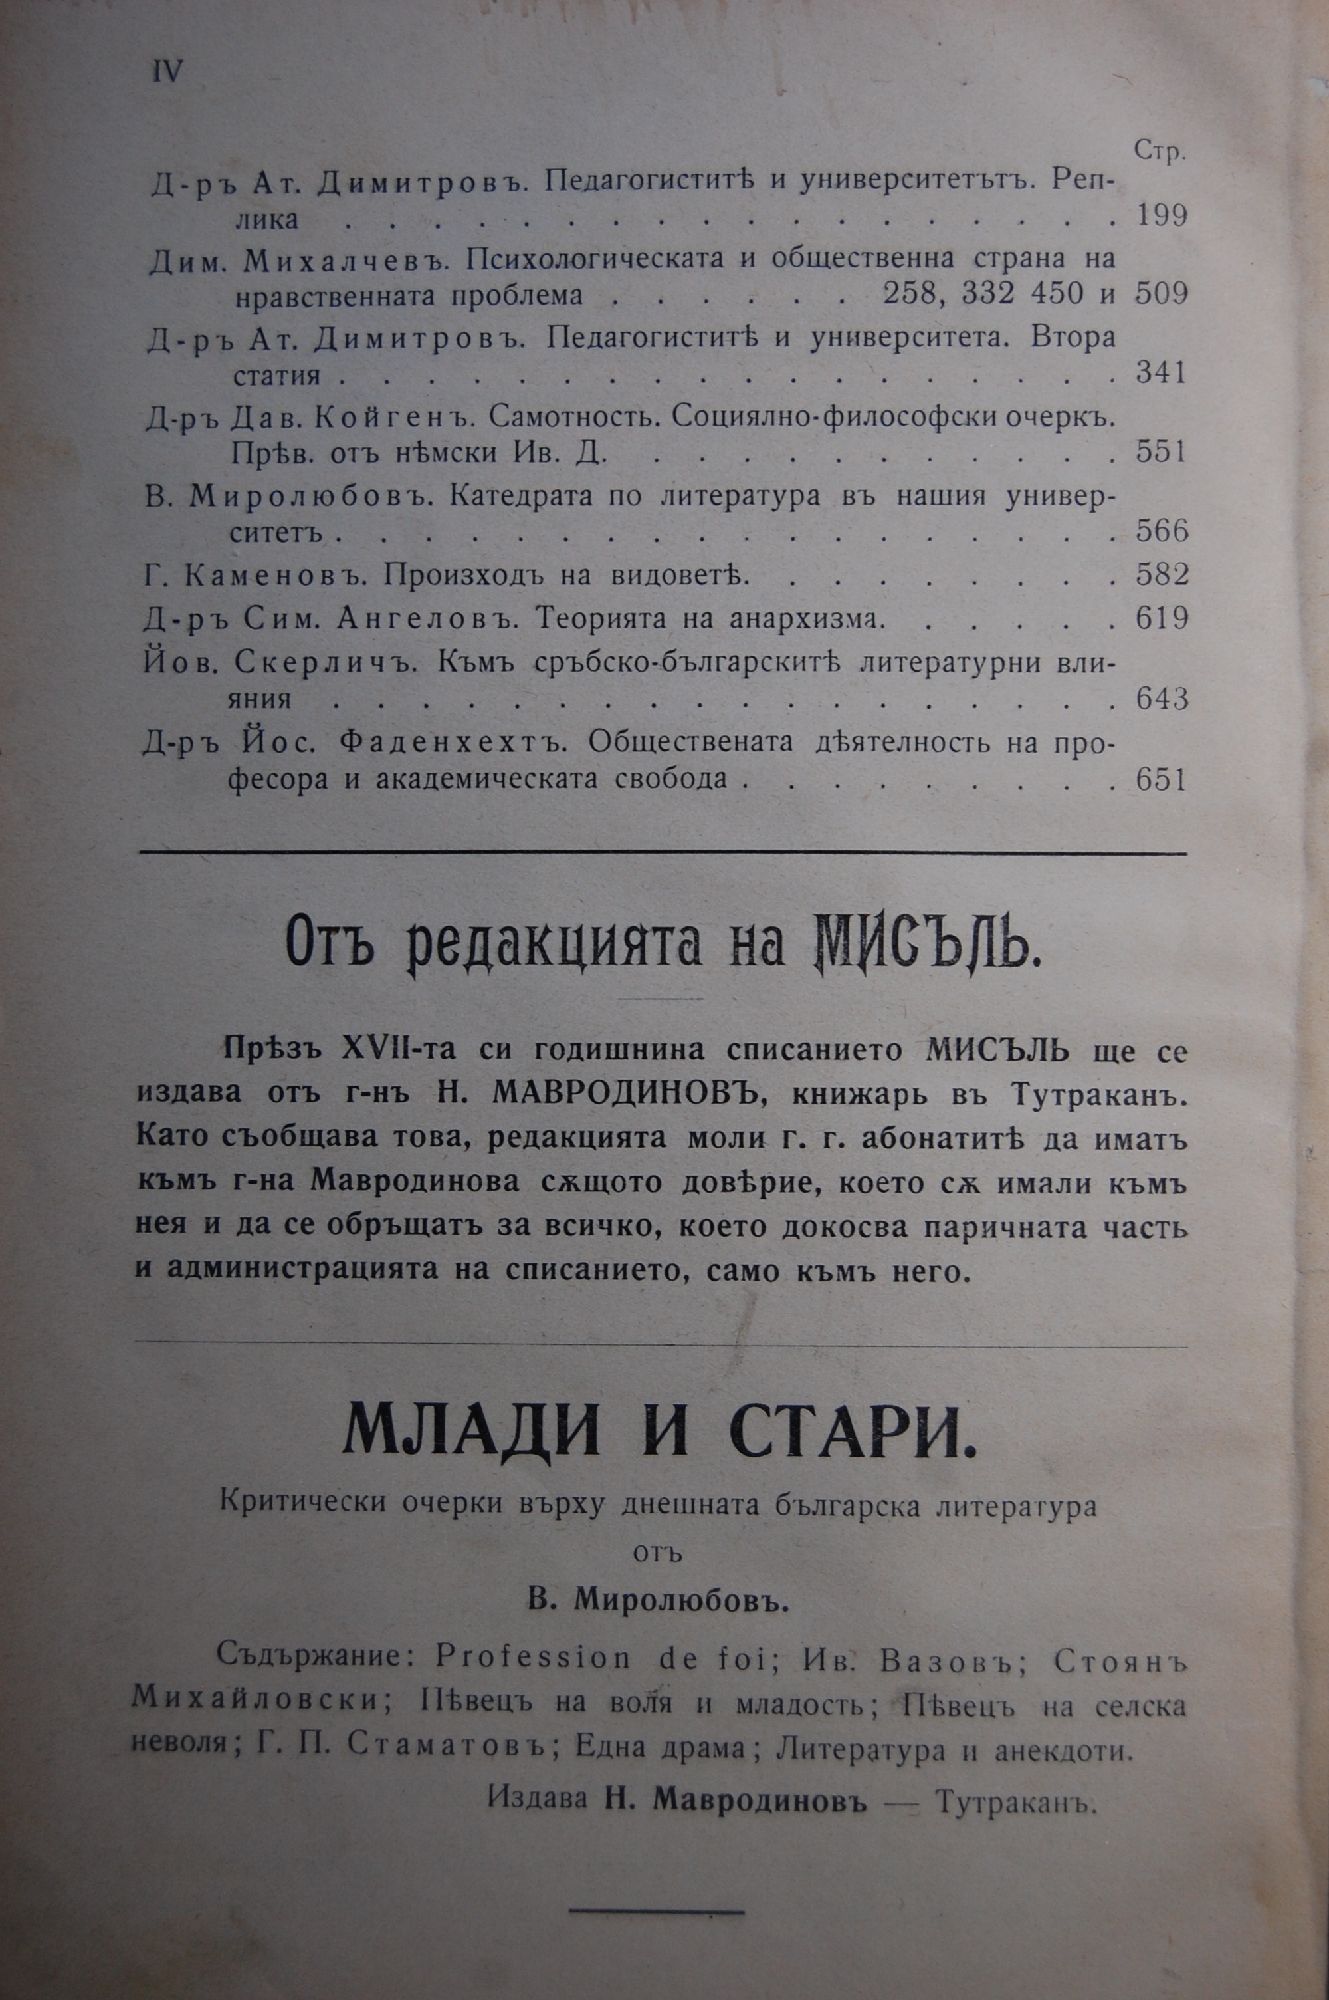 IV
Стр.
Д-ръ Ат. Димитровъ. Педагогиститѣ и университетътъ. Реп-
лика . . . . . . . . . . . . . . . . . . 199
Дим. Михалчевъ. Психологическата и обществена страна на
нравственната проблема . . . . . . 258, 332 450 и 509
Д-ръ Ат. Димитровъ. Педагогиститѣ и университета. Втора
статия . . . . . . . . . . . . . . . . . . 341
Д-ръ Дав. Койгенъ. Самотность. Социялно-философски очеркъ.
Прѣв. отъ нѣмски Ив. Д. . . . . . . . . . . . 551
В. Миролюбовъ. Катедрата по литература въ нашия универ-
ситетъ . . . . . . . . . . . . . . . . . . 566
Г. Каменовъ. Произходъ на видоветѣ. . . . . . . . . 582
Д-ръ Сим. Ангеловъ. Теорията на анархизма. . . . . . 619
Йов. Скерличъ. Къмъ сръбско-българскитѣ литературни вли-
яния . . . . . . . . . . . . . . . . . . 643
Д-ръ Йос. Фаденхехтъ. Обществената дѣятелность на про-
фесора и академическата свобода . . . . . . . . . 651
Отъ редакцията на МИСЪЛЬ.
Прѣзъ XVII-та си годишнина списанието МИСЪЛЬ ще се
издава отъ г-нъ Н. МАВРОДИНОВЪ, книжарь въ Тутраканъ.
Като съобщава това, редакцията моли г. г. абонатитѣ да иматъ
къмъ г-на Мавродинова сѫщото довѣрие, което сѫ имали къмъ
нея и да се обръщатъ за всичко, което докосва паричната часть
и администрацията на списанието, само къмъ него.
МЛАДИ И СТАРИ.
Критически очерки върху днешната българска литература
отъ
В. Миролюбовъ.
Съдържание: Profession de foi; Ив. Вазовъ; Стоянъ
Михайловски; Пѣвецъ на воля и младость; Пѣвецъ на селска
неволя; Г. П. Стаматовъ; Една драма; Литература и анекдоти.
Издава Н. Мавродиновъ — Тутраканъ.